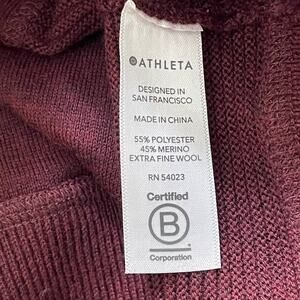 ATHLETA
DESIGNED IN
SAN FRANCISCO
MADE IN CHINA
55% POLYESTER
45% MERINO
EXTRA FINE WOOL
RN 54023
Certified
B
Corporation